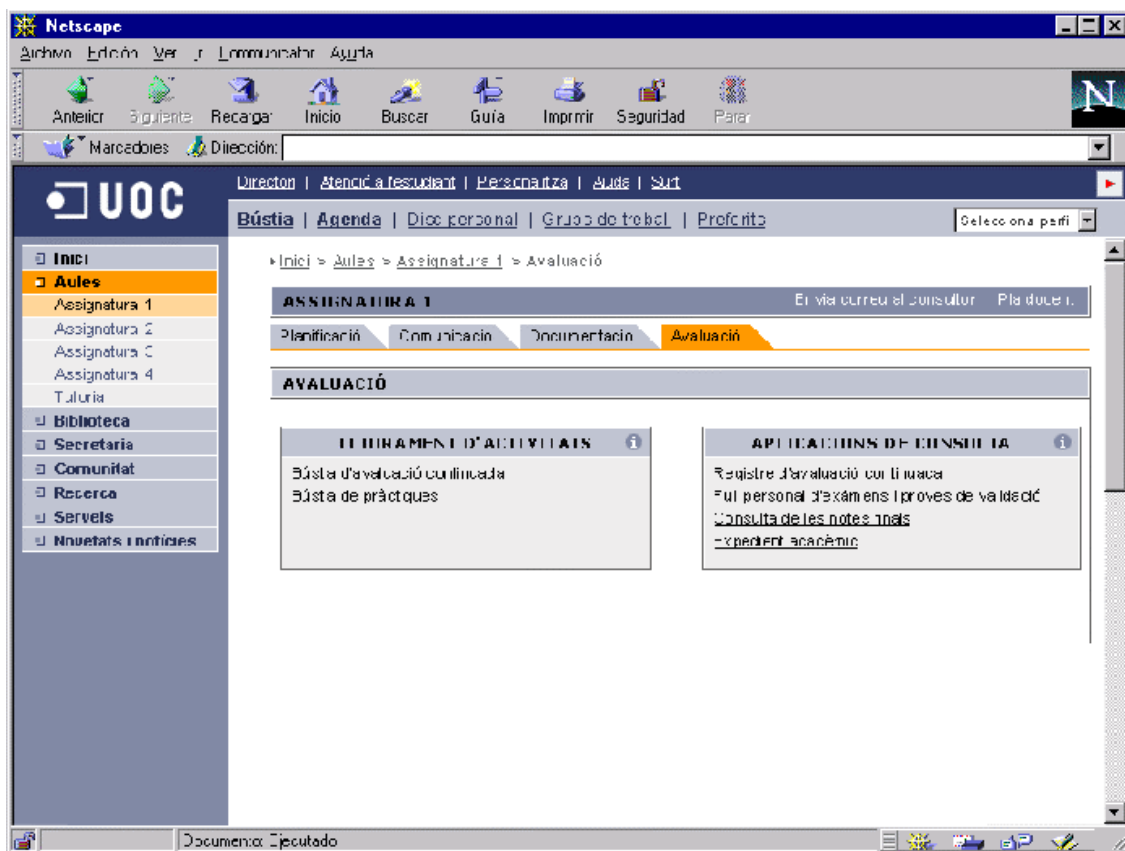 Netscape
Archivo Edición Ver Ir Communicator Ayuda
Anterior Siguiente Recargar Inicio Buscar Guía Imprimir Seguridad Parar
N
Marcadores Dirección:
UOC
Directori | Atenció a l'estudiant | Personalitza | Ajuda | Surt
Bústia | Agenda | Disc personal | Grups de treball | Preferits
Selecciona perfil
Inici
Aules
Assignatura 1
Assignatura 2
Assignatura 3
Assignatura 4
Tutoria
Biblioteca
Secretaria
Comunitat
Recerca
Serveis
Novetats i notícies
Inici > Aules > Assignatura 1 > Avaluació
ASSIGNATURA 1
Envia correu al consultor Pla docent
Planificació Comunicació Documentació Avaluació
AVALUACIÓ
LLIURAMENT D'ACTIVITATS
Bústia d'avaluació continuada
Bústia de pràctiques
APLICACIONS DE CONSULTA
Registre d'avaluació continuada
Full personal d'exàmens i proves de validació
Consulta de les notes finals
Expedient acadèmic
Documento: Ejecutado